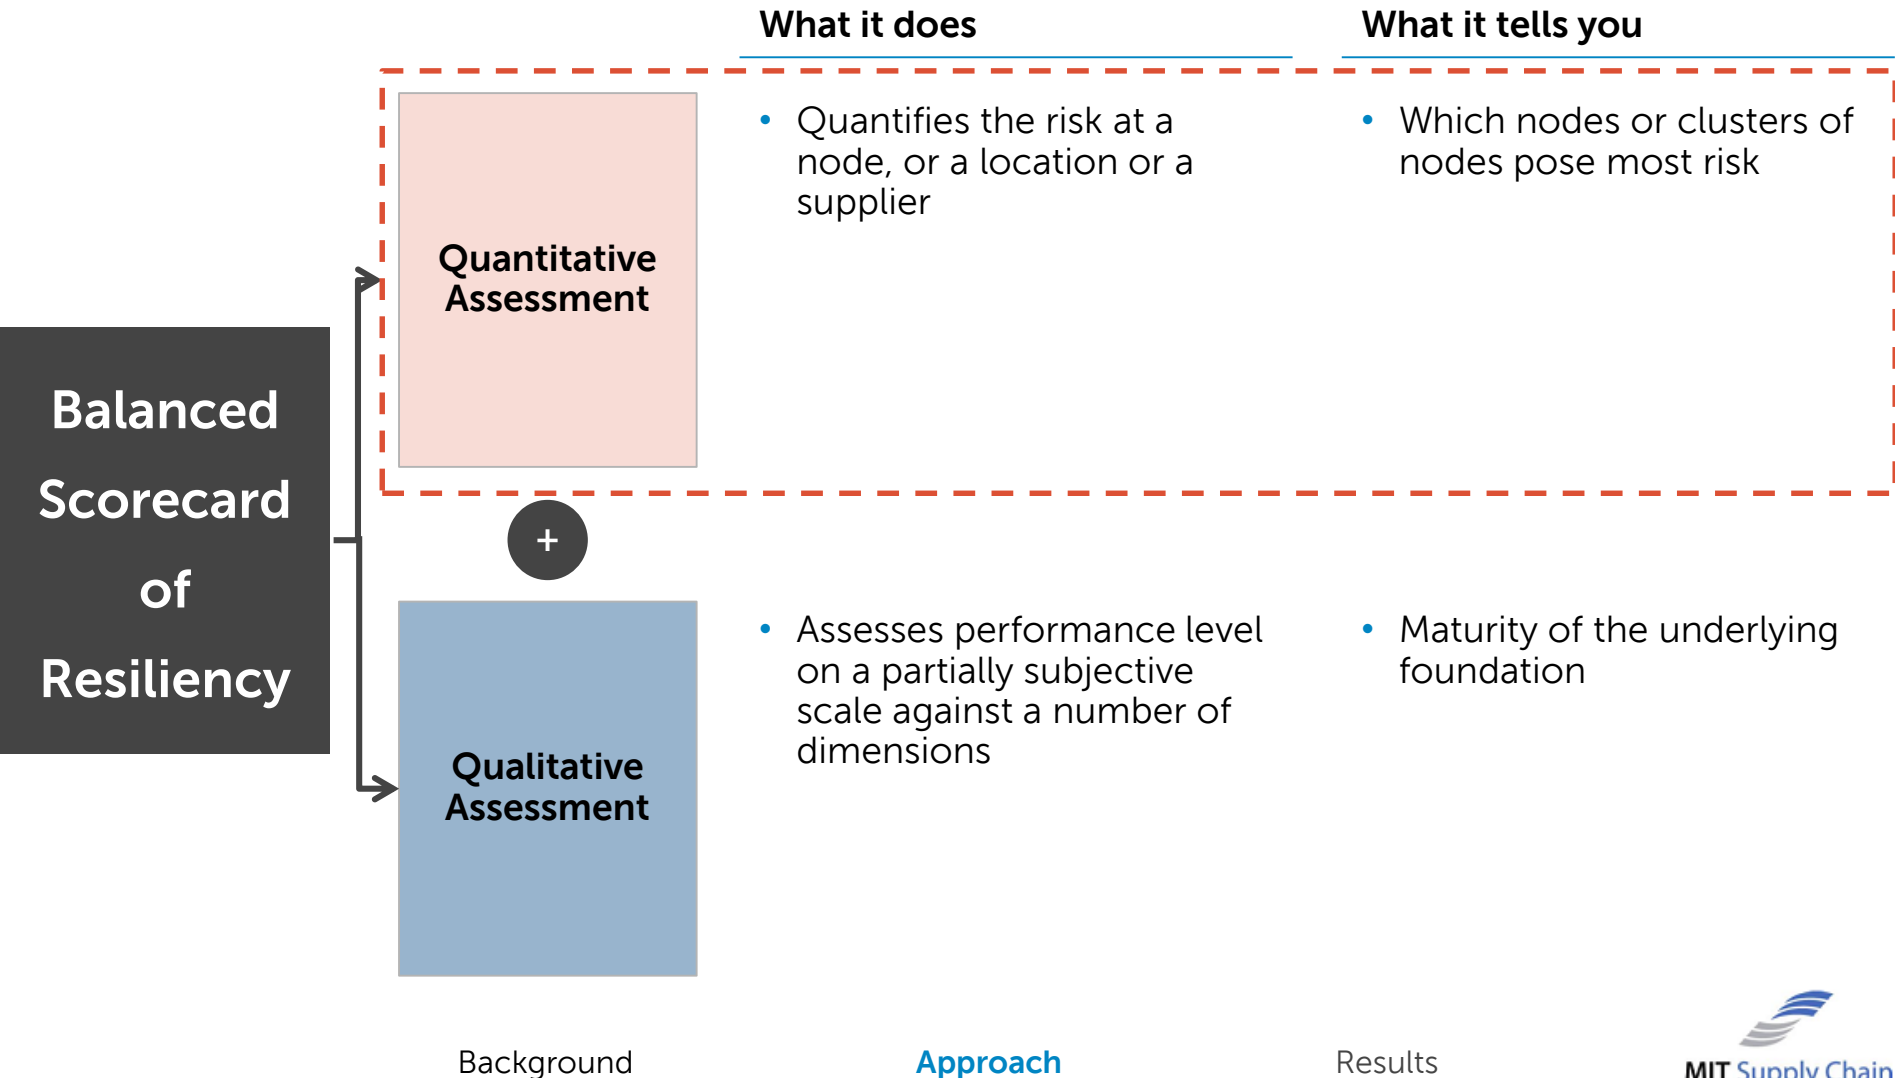 What it does
What it tells you
Balanced
Scorecard
of
Resiliency
Quantitative
Assessment
• Quantifies the risk at a
node, or a location or a
supplier
• Which nodes or clusters of
nodes pose most risk
+
Qualitative
Assessment
• Assesses performance level
on a partially subjective
scale against a number of
dimensions
• Maturity of the underlying
foundation
Background
Approach
Results
MIT Supply Chain